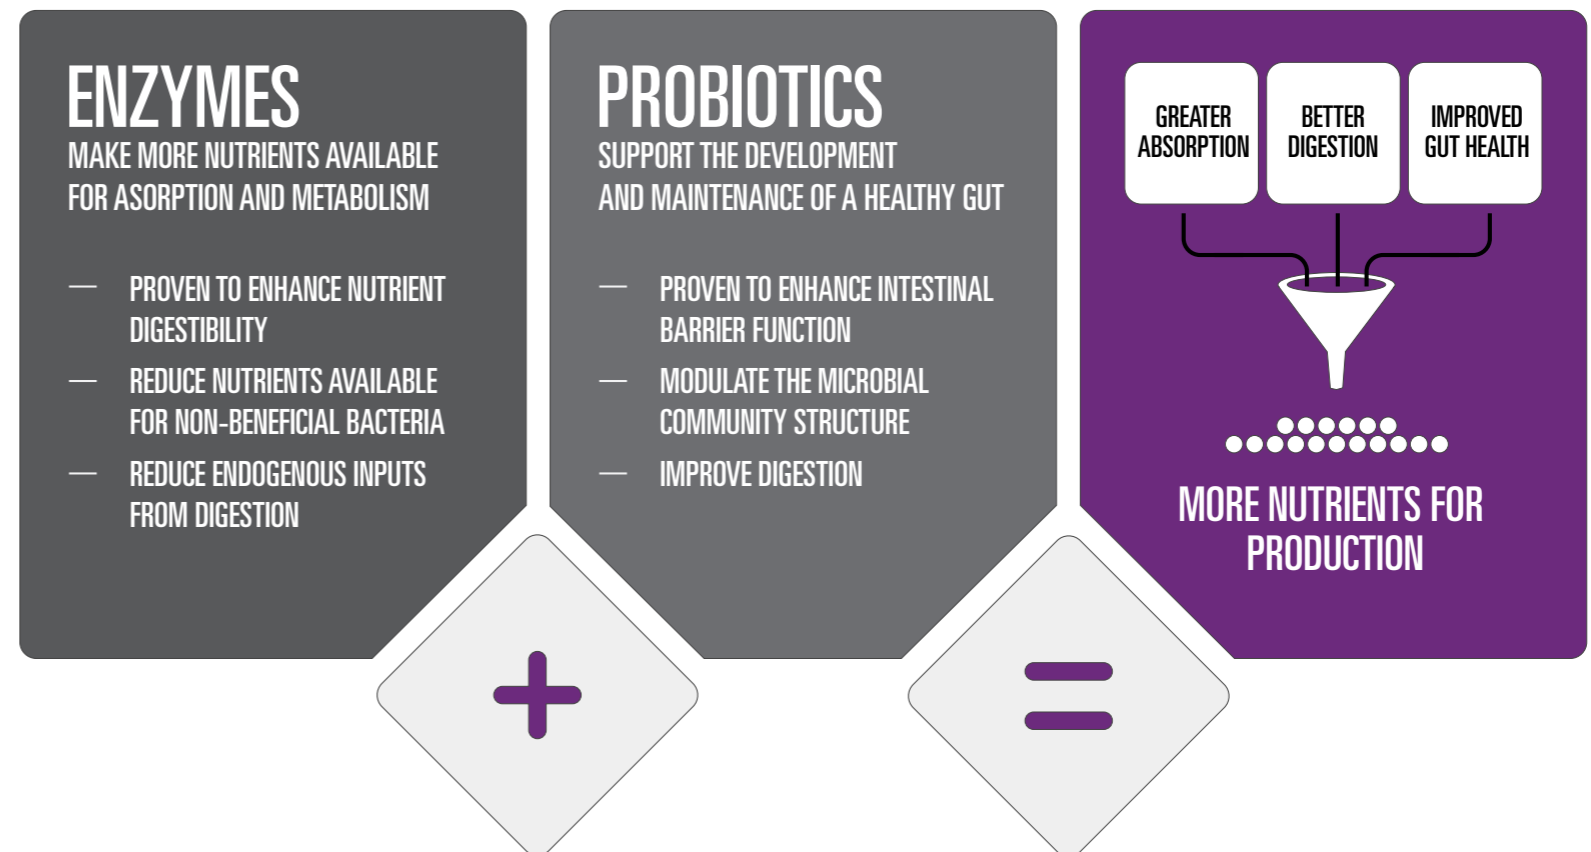 ENZYMES
MAKE MORE NUTRIENTS AVAILABLE
FOR ASORPTION AND METABOLISM
— PROVEN TO ENHANCE NUTRIENT
DIGESTIBILITY
— REDUCE NUTRIENTS AVAILABLE
FOR NON-BENEFICIAL BACTERIA
— REDUCE ENDOGENOUS INPUTS
FROM DIGESTION
+
PROBIOTICS
SUPPORT THE DEVELOPMENT
AND MAINTENANCE OF A HEALTHY GUT
— PROVEN TO ENHANCE INTESTINAL
BARRIER FUNCTION
— MODULATE THE MICROBIAL
COMMUNITY STRUCTURE
— IMPROVE DIGESTION
=
GREATER
ABSORPTION
BETTER
DIGESTION
IMPROVED
GUT HEALTH
MORE NUTRIENTS FOR
PRODUCTION